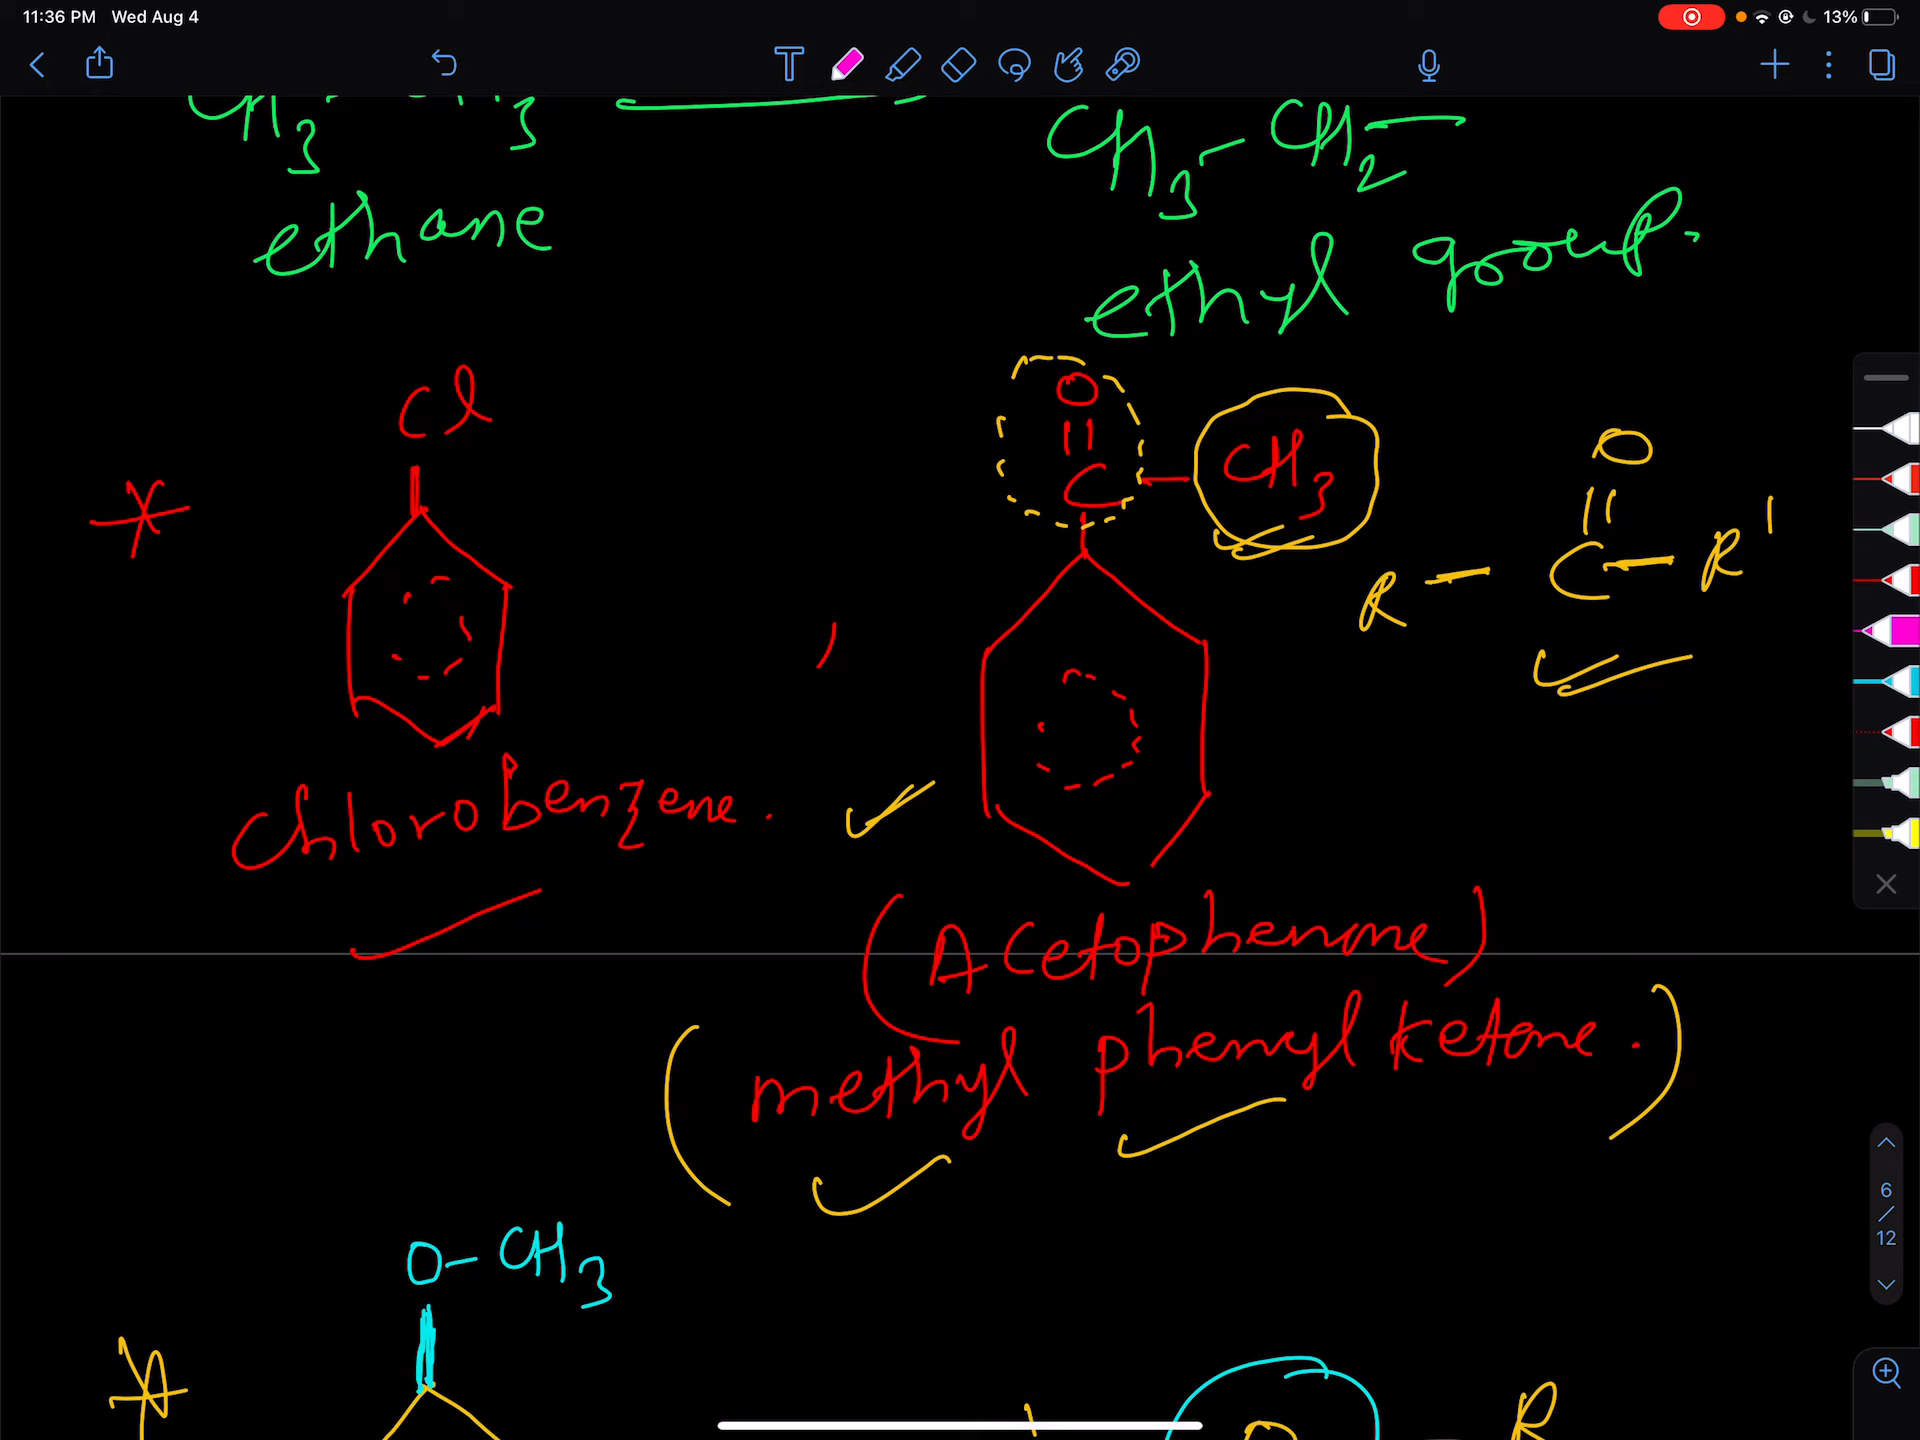 11:36 PM Wed Aug 4
13%
CH3 - CH2 —
ethane
ethyl group.
Cl
O
C - CH3
O
R - C - R'
Chlorobenzene.
(Acetophenone)
(methyl phenyl ketone.)
6 / 12
O - CH3
R